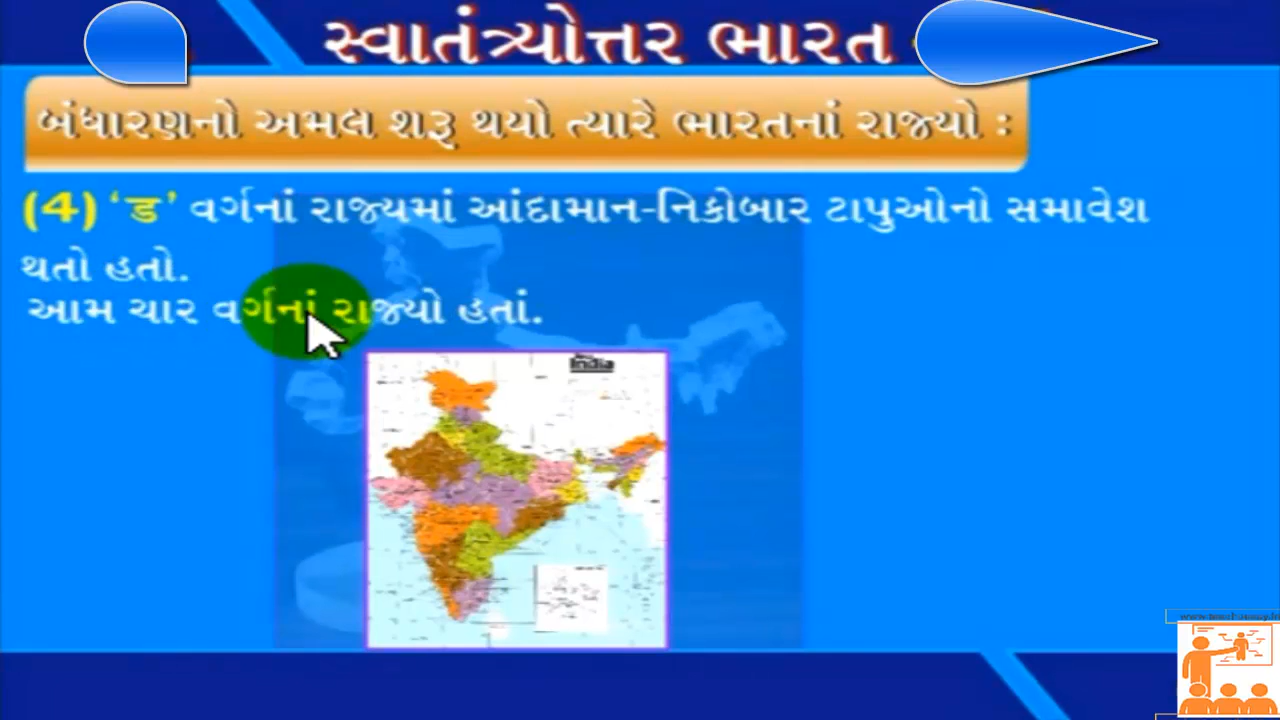 સ્વાતંત્ર્યોત્તર ભારત
બંધારણનો અમલ શરૂ થયો ત્યારે ભારતનાં રાજ્યો :
(4) ‘ડ’ વર્ગનાં રાજ્યમાં આંદામાન-નિકોબાર ટાપુઓનો સમાવેશ
થતો હતો.
આમ ચાર વર્ગનાં રાજ્યો હતાં.
India